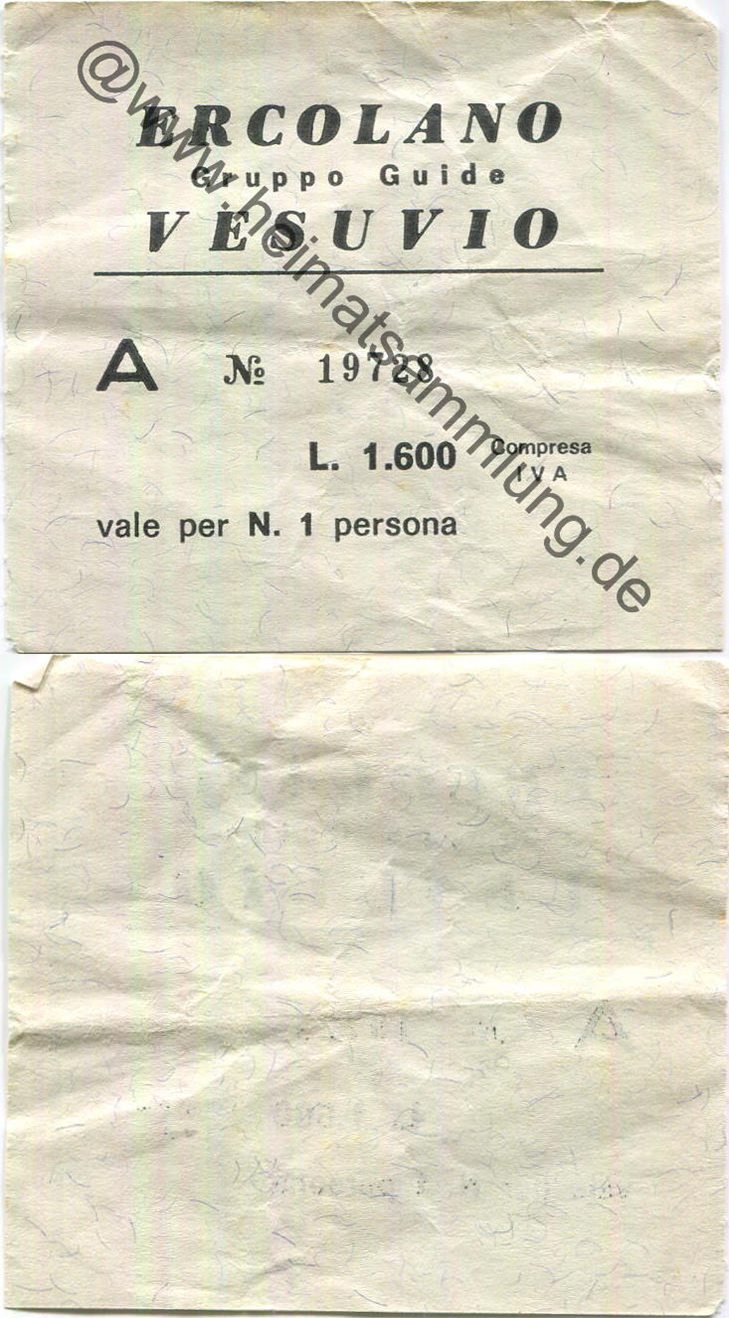 ERCOLANO
Gruppo Guide
VESUVIO
A № 19728
L. 1.600 Compresa
IVA
vale per N. 1 persona
@www.heimatsammlung.de